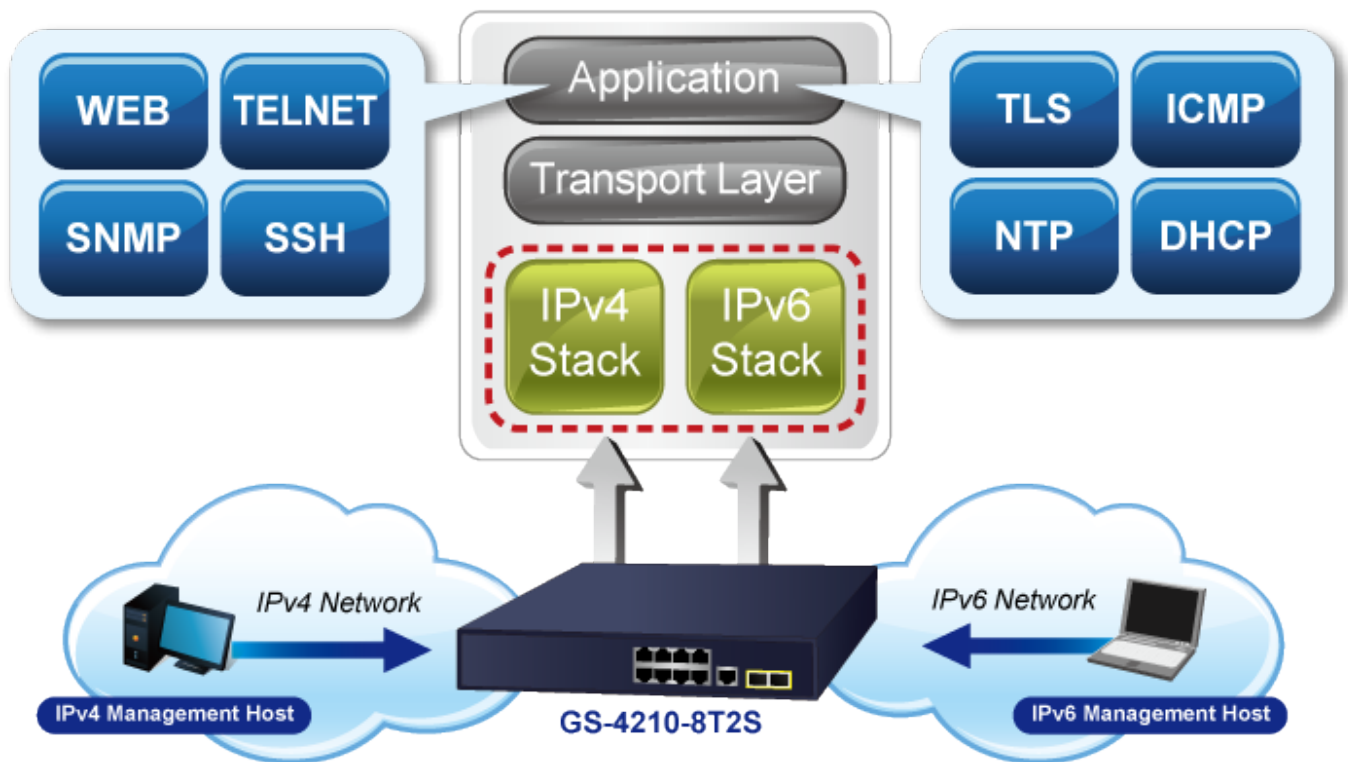 WEB
TELNET
SNMP
SSH
Application
Transport Layer
IPv4
Stack
IPv6
Stack
TLS
ICMP
NTP
DHCP
IPv4 Network
IPv4 Management Host
GS-4210-8T2S
IPv6 Network
IPv6 Management Host